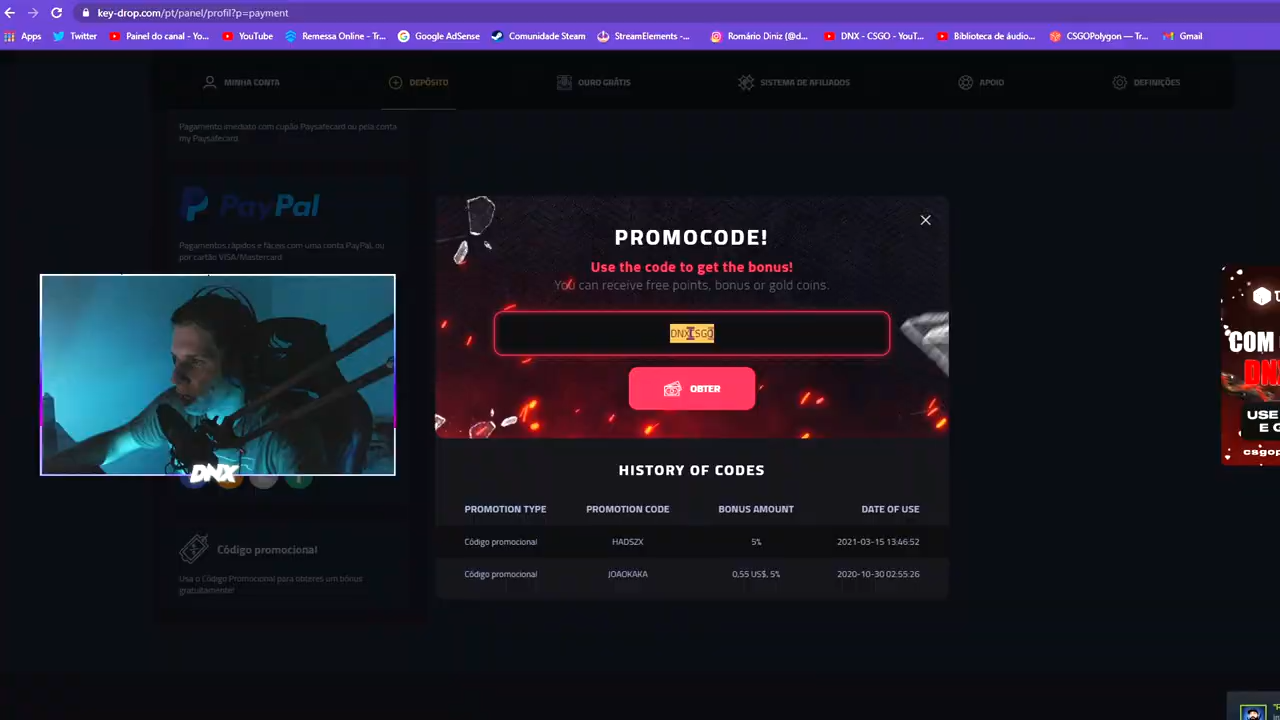 key-drop.com/pt/panel/profil?p=payment
Apps Twitter Painel do canal - Yo... YouTube Remessa Online - Tr... Google AdSense Comunidade Steam StreamElements -... Romário Diniz (@d... DNX - CSGO - YouT... Biblioteca de áudio... CSGOPolygon — Tr... Gmail
MINHA CONTA DEPÓSITO OURO GRÁTIS SISTEMA DE AFILIADOS APOIO DEFINIÇÕES
Pagamento imediato com cupão Paysafecard ou pela conta
my Paysafecard.
PayPal
Pagamentos rápidos e fáceis com uma conta PayPal, ou
por cartão VISA/Mastercard
PROMOCODE!
Use the code to get the bonus!
You can receive free points, bonus or gold coins.
DNXCSGO
OBTER
DNX
HISTORY OF CODES
PROMOTION TYPE PROMOTION CODE BONUS AMOUNT DATE OF USE
Código promocional HADSZX 5% 2021-03-15 13:46:52
Código promocional JOAOKAKA 0,55 US$, 5% 2020-10-30 02:55:26
Código promocional
Usa o Código Promocional para obteres um bónus
gratuitamente!
COM
DN
USE
E G
csgop